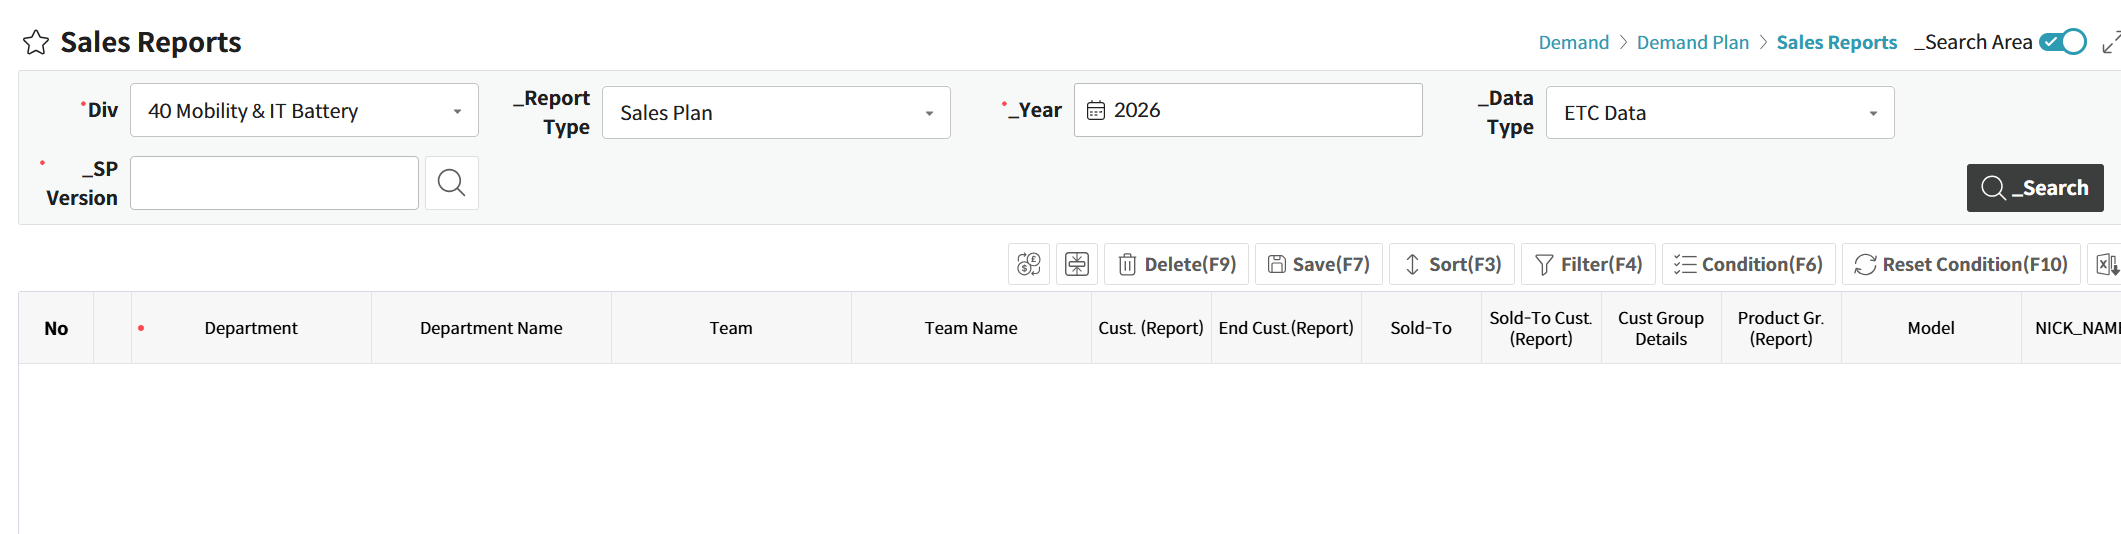 Sales Reports
Demand > Demand Plan > Sales Reports
_Search Area
*Div
40 Mobility & IT Battery
_Report
Type
Sales Plan
*_Year
2026
_Data
Type
ETC Data
*_SP
Version
_Search
Delete(F9)
Save(F7)
Sort(F3)
Filter(F4)
Condition(F6)
Reset Condition(F10)
No
Department
Department Name
Team
Team Name
Cust. (Report)
End Cust.(Report)
Sold-To
Sold-To Cust.
(Report)
Cust Group
Details
Product Gr.
(Report)
Model
NICK_NAM